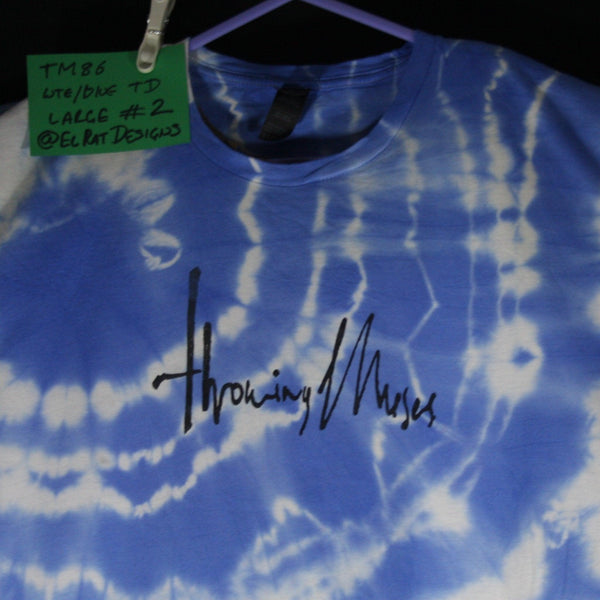 TM86
WTE/BLUE TD
LARGE #2
@ELRATDESIGNS
throwing Muses